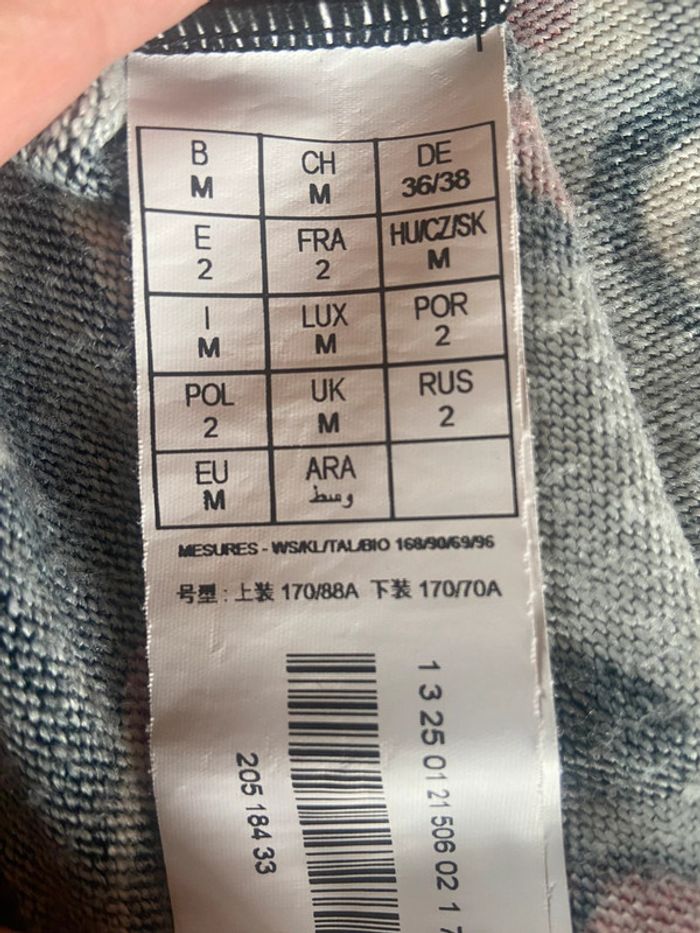 B CH DE
M M 36/38
E FRA HU/CZ/SK
2 2 M
I LUX POR
M M 2
POL UK RUS
2 M 2
EU ARA
M وسط
MESURES - WS/KL/TAL/BIO 168/90/69/96
号型 : 上装 170/88A 下装 170/70A
1 3 25 01 21 506 02 1 7
205 184 33